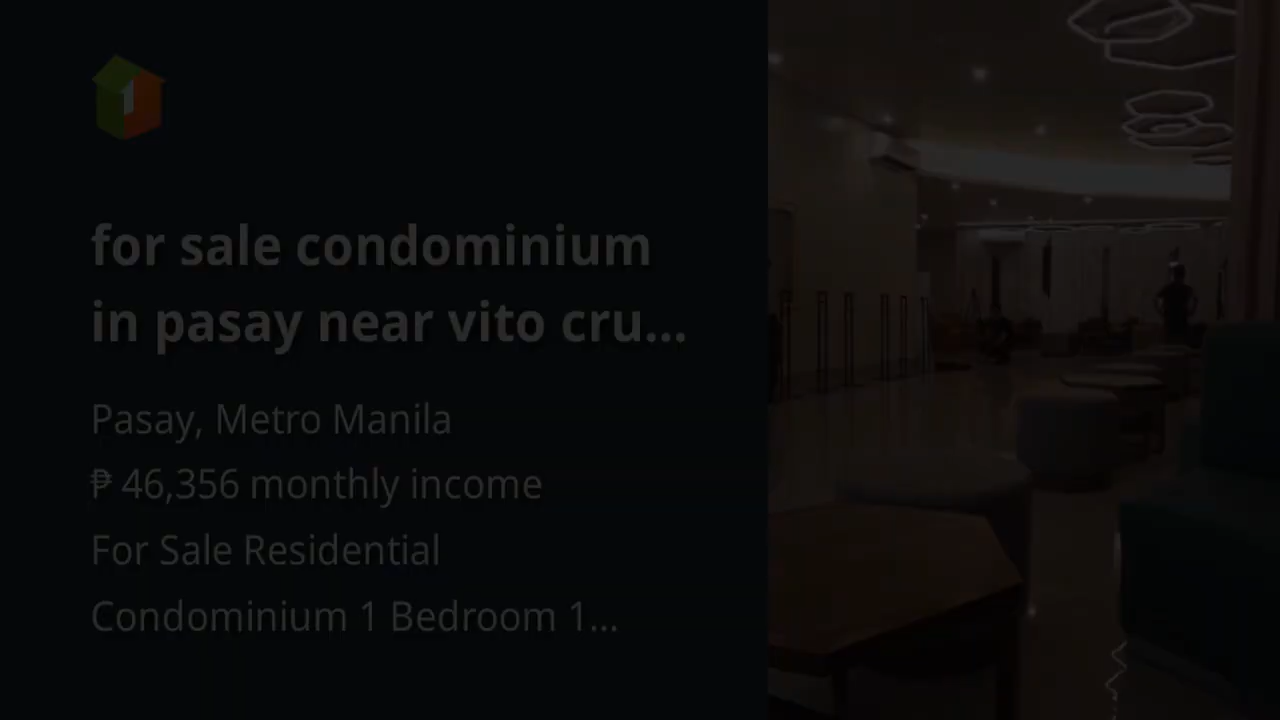 for sale condominium
in pasay near vito cru...
Pasay, Metro Manila
₱ 46,356 monthly income
For Sale Residential
Condominium 1 Bedroom 1...